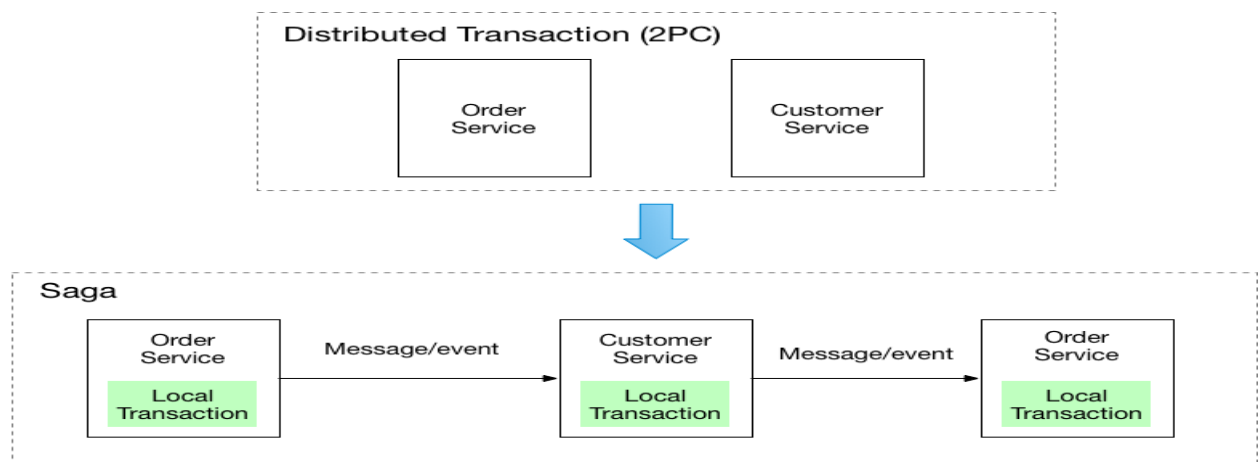 Distributed Transaction (2PC)
Order
Service
Customer
Service
Saga
Order
Service
Local
Transaction
Message/event
Customer
Service
Local
Transaction
Message/event
Order
Service
Local
Transaction